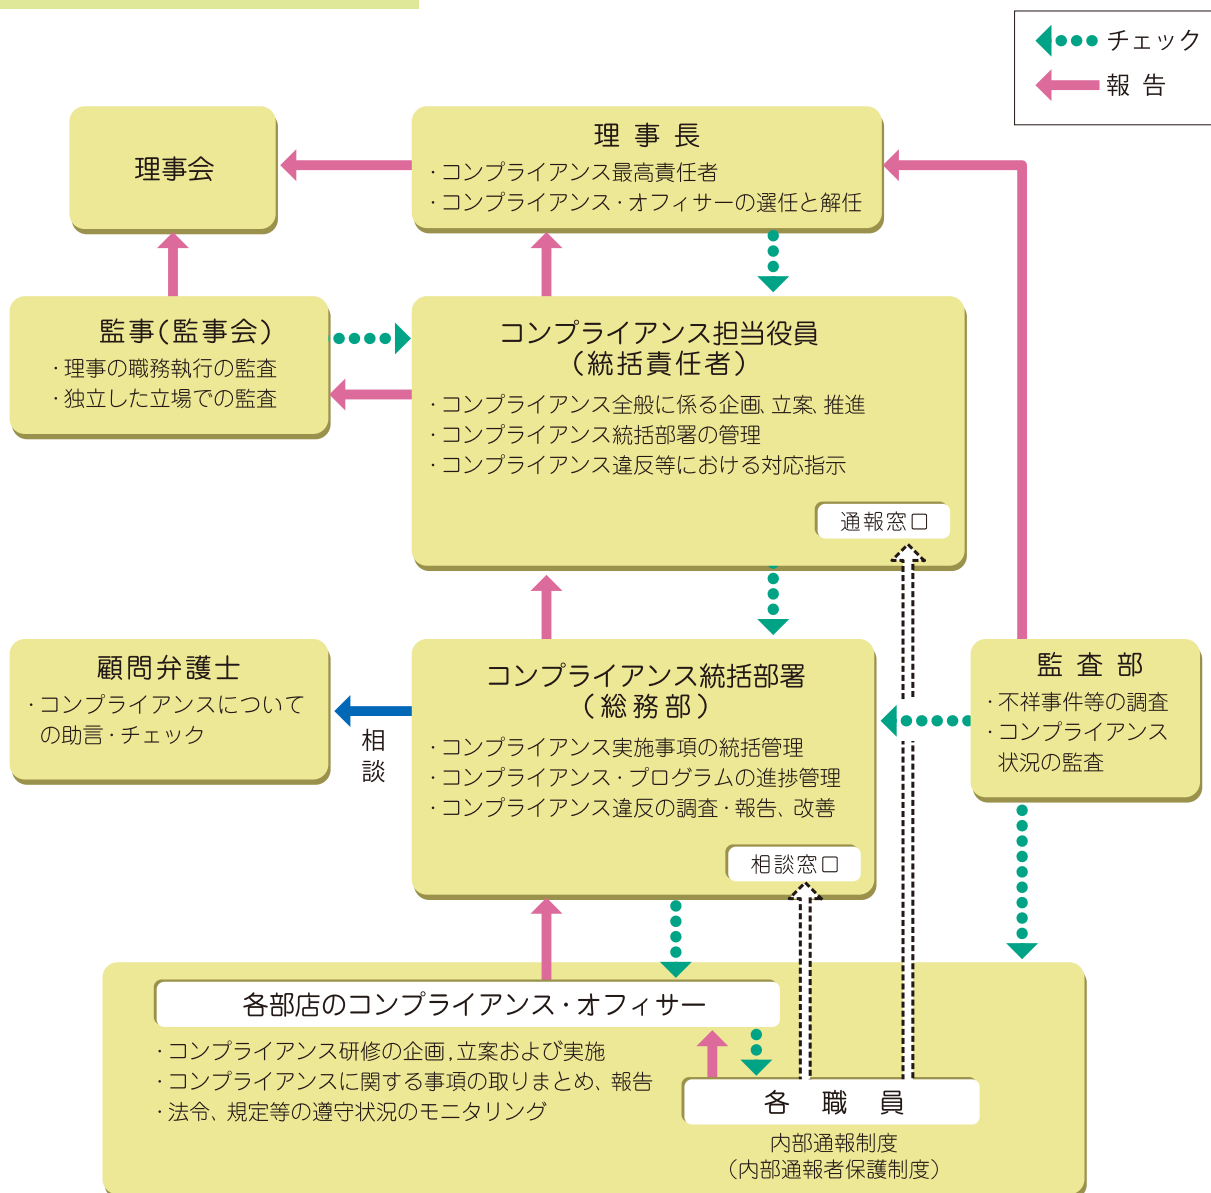 チェック
報 告
理事会
理 事 長
・コンプライアンス最高責任者
・コンプライアンス・オフィサーの選任と解任
監事(監事会)
・理事の職務執行の監査
・独立した立場での監査
コンプライアンス担当役員
(統括責任者)
・コンプライアンス全般に係る企画、立案、推進
・コンプライアンス統括部署の管理
・コンプライアンス違反等における対応指示
通報窓口
顧問弁護士
・コンプライアンスについて
の助言・チェック
相
談
コンプライアンス統括部署
(総務部)
・コンプライアンス実施事項の統括管理
・コンプライアンス・プログラムの進捗管理
・コンプライアンス違反の調査・報告、改善
相談窓口
監 査 部
・不祥事件等の調査
・コンプライアンス
状況の監査
各部店のコンプライアンス・オフィサー
・コンプライアンス研修の企画,立案および実施
・コンプライアンスに関する事項の取りまとめ、報告
・法令、規定等の遵守状況のモニタリング
各 職 員
内部通報制度
(内部通報者保護制度)